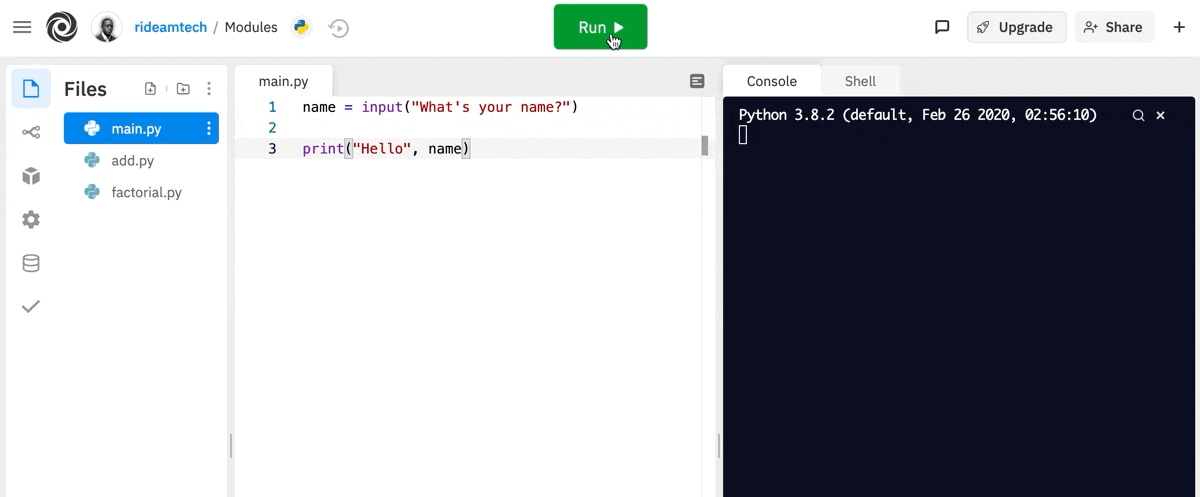 rideamtech / Modules
Run
Upgrade
Share
Files
main.py
add.py
factorial.py
main.py
1 name = input("What's your name?")
2
3 print("Hello", name)
Console
Shell
Python 3.8.2 (default, Feb 26 2020, 02:56:10)